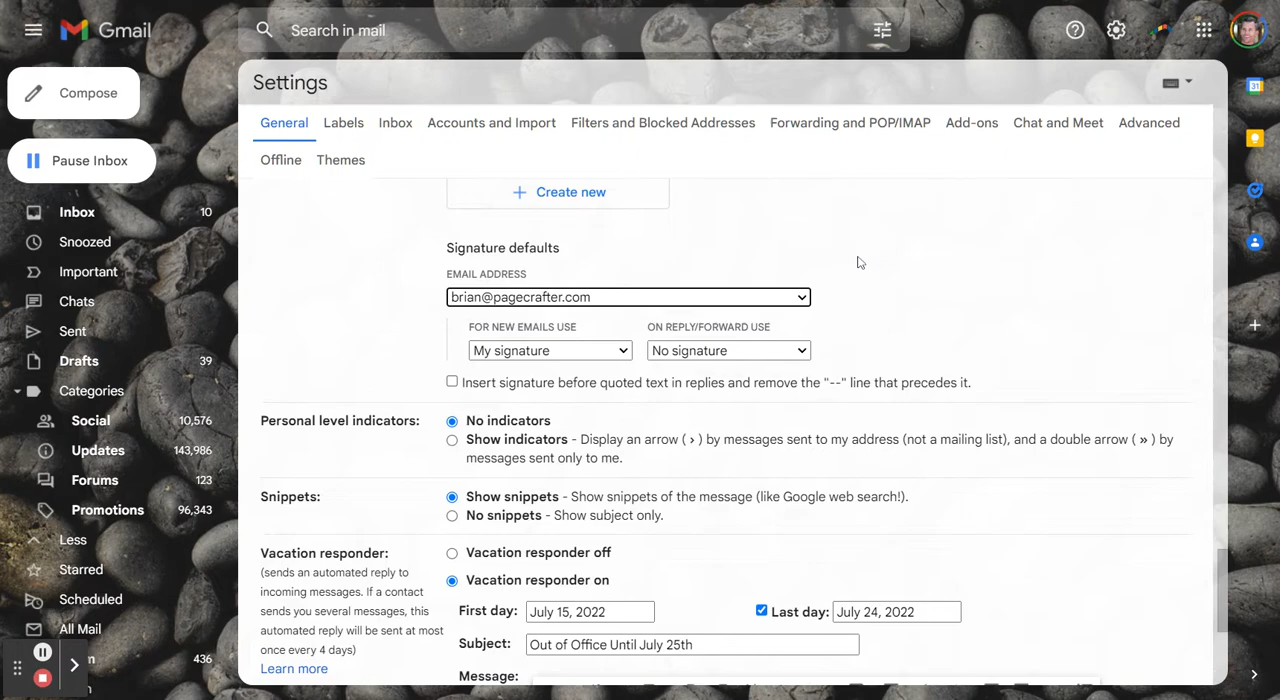 Gmail
Search in mail
Compose
Pause Inbox
Inbox 10
Snoozed
Important
Chats
Sent
Drafts 39
Categories
Social 10,576
Updates 143,986
Forums 123
Promotions 96,343
Less
Starred
Scheduled
All Mail
436
Settings
General Labels Inbox Accounts and Import Filters and Blocked Addresses Forwarding and POP/IMAP Add-ons Chat and Meet Advanced
Offline Themes
+ Create new
Signature defaults
EMAIL ADDRESS
brian@pagecrafter.com
FOR NEW EMAILS USE ON REPLY/FORWARD USE
My signature No signature
Insert signature before quoted text in replies and remove the "--" line that precedes it.
Personal level indicators: No indicators
Show indicators - Display an arrow ( › ) by messages sent to my address (not a mailing list), and a double arrow ( » ) by
messages sent only to me.
Snippets: Show snippets - Show snippets of the message (like Google web search!).
No snippets - Show subject only.
Vacation responder: Vacation responder off
(sends an automated reply to
incoming messages. If a contact
sends you several messages, this
automated reply will be sent at most
once every 4 days)
Learn more
Vacation responder on
First day: July 15, 2022 Last day: July 24, 2022
Subject: Out of Office Until July 25th
Message:
31